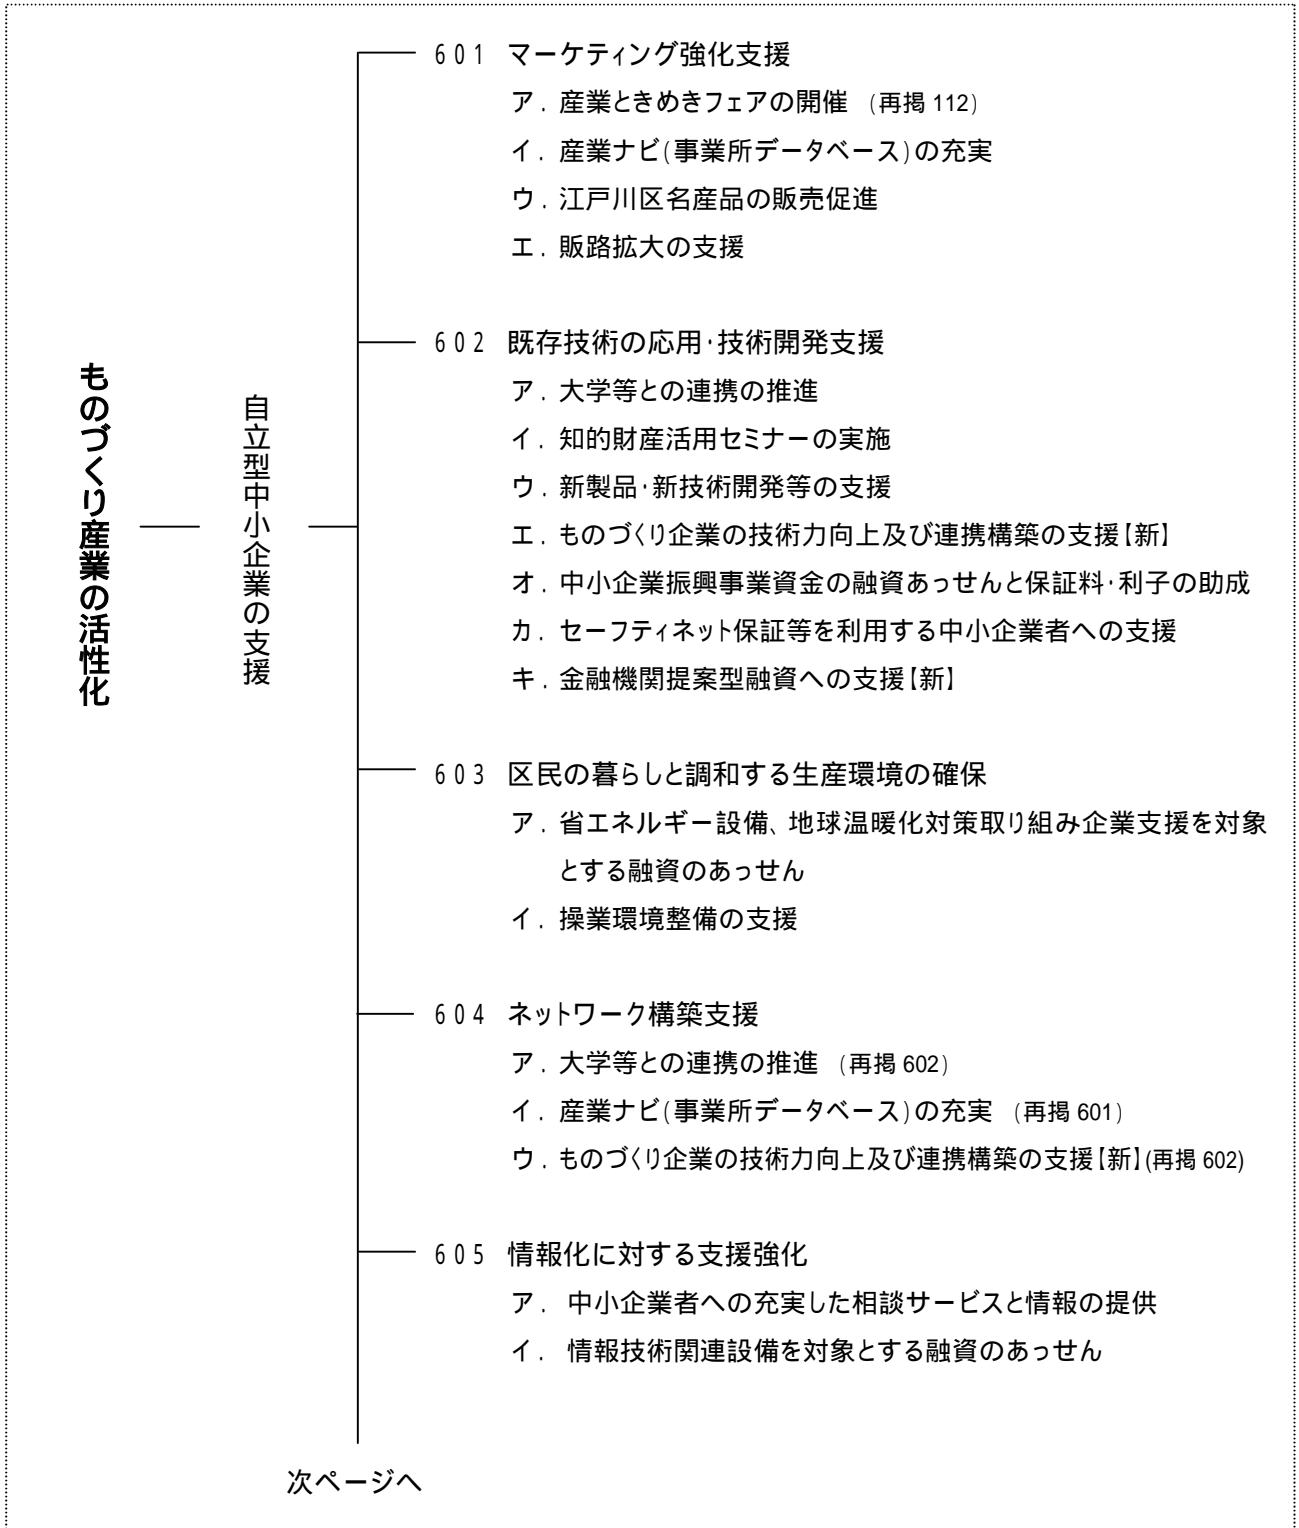 ものづくり産業の活性化
自立型中小企業の支援
601 マーケティング強化支援
ア．産業ときめきフェアの開催 (再掲 112)
イ．産業ナビ(事業所データベース)の充実
ウ．江戸川区名産品の販売促進
エ．販路拡大の支援
602 既存技術の応用･技術開発支援
ア．大学等との連携の推進
イ．知的財産活用セミナーの実施
ウ．新製品･新技術開発等の支援
エ．ものづくり企業の技術力向上及び連携構築の支援【新】
オ．中小企業振興事業資金の融資あっせんと保証料･利子の助成
カ．セーフティネット保証等を利用する中小企業者への支援
キ．金融機関提案型融資への支援【新】
603 区民の暮らしと調和する生産環境の確保
ア．省エネルギー設備、地球温暖化対策取り組み企業支援を対象
とする融資のあっせん
イ．操業環境整備の支援
604 ネットワーク構築支援
ア．大学等との連携の推進 (再掲 602)
イ．産業ナビ(事業所データベース)の充実 (再掲 601)
ウ．ものづくり企業の技術力向上及び連携構築の支援【新】(再掲 602)
605 情報化に対する支援強化
ア． 中小企業者への充実した相談サービスと情報の提供
イ． 情報技術関連設備を対象とする融資のあっせん
次ページへ